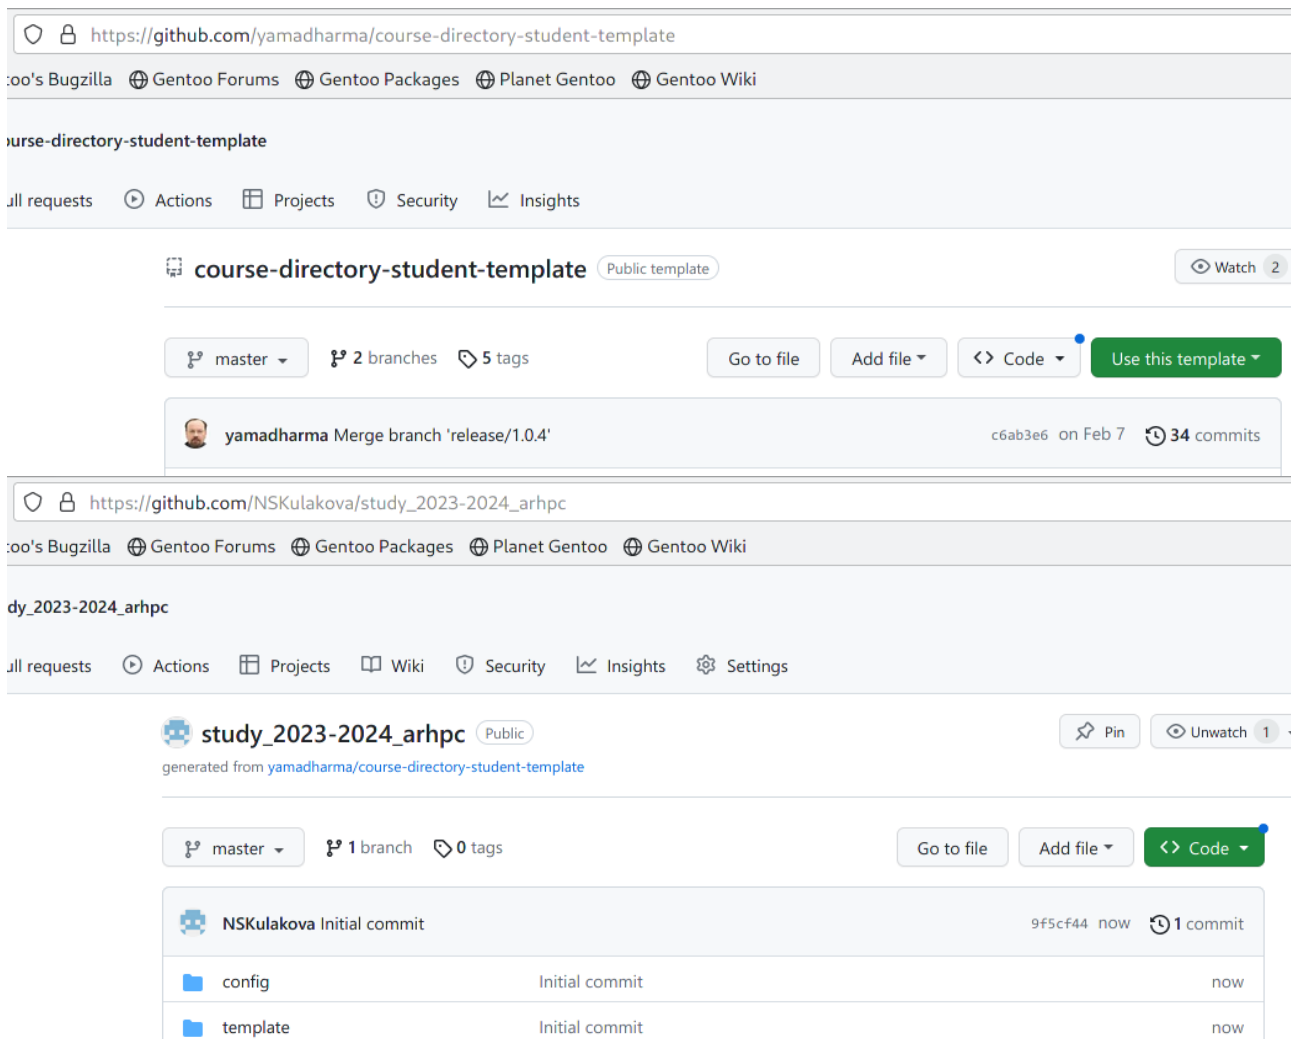 https://github.com/yamadharma/course-directory-student-template
too's Bugzilla Gentoo Forums Gentoo Packages Planet Gentoo Gentoo Wiki
ourse-directory-student-template
ull requests Actions Projects Security Insights
course-directory-student-template Public template Watch 2
master 2 branches 5 tags Go to file Add file <> Code Use this template
yamadharma Merge branch 'release/1.0.4' c6ab3e6 on Feb 7 34 commits
https://github.com/NSKulakova/study_2023-2024_arhpc
too's Bugzilla Gentoo Forums Gentoo Packages Planet Gentoo Gentoo Wiki
dy_2023-2024_arhpc
ull requests Actions Projects Wiki Security Insights Settings
study_2023-2024_arhpc Public Pin Unwatch 1
generated from yamadharma/course-directory-student-template
master 1 branch 0 tags Go to file Add file <> Code
NSKulakova Initial commit 9f5cf44 now 1 commit
config Initial commit now
template Initial commit now